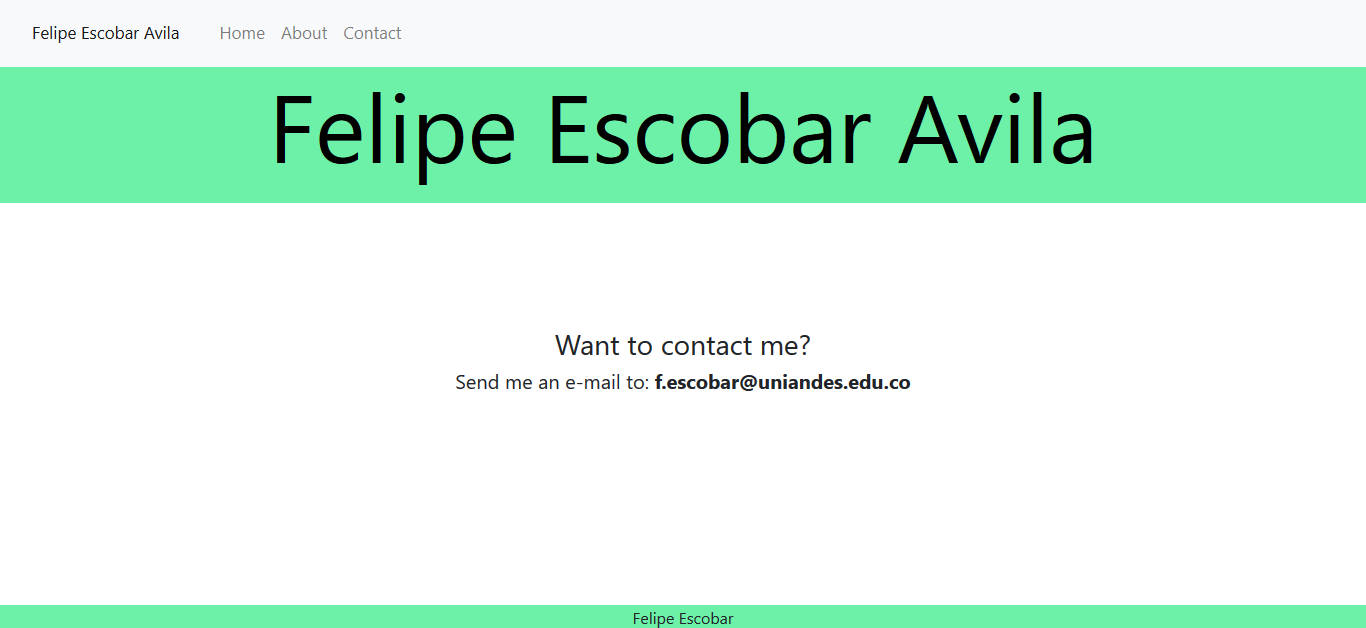 Felipe Escobar Avila Home About Contact
Felipe Escobar Avila
Want to contact me?
Send me an e-mail to: f.escobar@uniandes.edu.co
Felipe Escobar